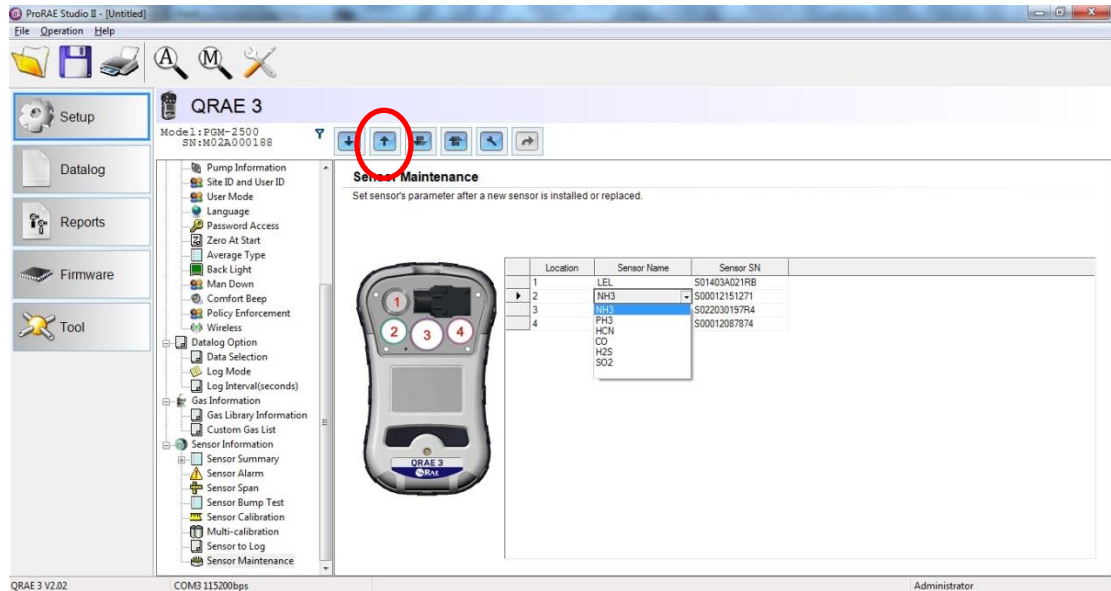 ProRAE Studio II - [Untitled]
File Operation Help
A M
Setup
Datalog
Reports
Firmware
Tool
QRAE 3
Model:PGM-2500
SN:M02A000188
Pump Information
Site ID and User ID
User Mode
Language
Password Access
Zero At Start
Average Type
Back Light
Man Down
Comfort Beep
Policy Enforcement
Wireless
Datalog Option
Data Selection
Log Mode
Log Interval(seconds)
Gas Information
Gas Library Information
Custom Gas List
Sensor Information
Sensor Summary
Sensor Alarm
Sensor Span
Sensor Bump Test
Sensor Calibration
Multi-calibration
Sensor to Log
Sensor Maintenance
Sensor Maintenance
Set sensor's parameter after a new sensor is installed or replaced.
1
2 3 4
QRAE 3
RAE
Location Sensor Name Sensor SN
1 LEL S01403A021RB
2 NH3 S00012151271
3 S022030197R4
4 S00012087874
NH3
PH3
HCN
CO
H2S
SO2
QRAE 3 V2.02 COM3 115200bps Administrator